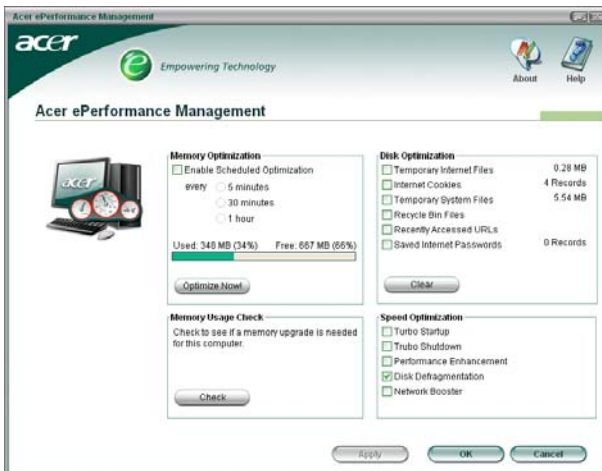 Acer ePerformance Management
acer
Empowering Technology
About
Help
Acer ePerformance Management
Memory Optimization
Enable Scheduled Optimization
every
5 minutes
30 minutes
1 hour
Used: 348 MB (34%) Free: 667 MB (66%)
Optimize Now!
Disk Optimization
Temporary Internet Files 0.28 MB
Internet Cookies 4 Records
Temporary System Files 5.54 MB
Recycle Bin Files
Recently Accessed URLs
Saved Internet Passwords 0 Records
Clear
Memory Usage Check
Check to see if a memory upgrade is needed
for this computer.
Check
Speed Optimization
Turbo Startup
Trubo Shutdown
Performance Enhancement
Disk Defragmentation
Network Booster
Apply
OK
Cancel
acer